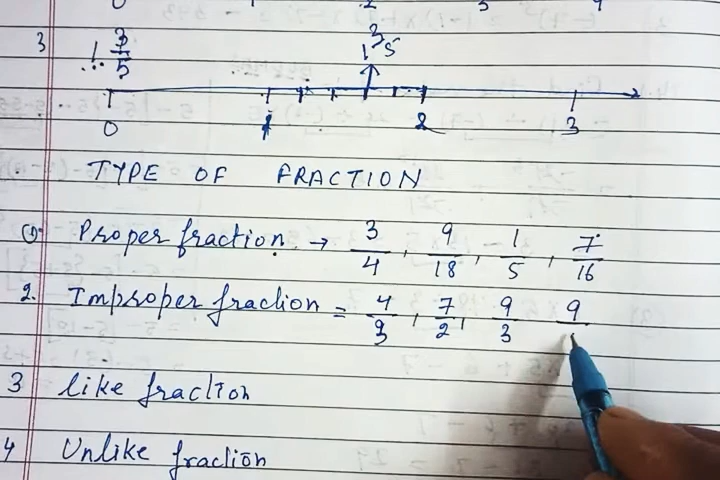 3 1 3/5 1 3/5
0 1 2 3
TYPE OF FRACTION
① Proper fraction. → 3/4, 9/18, 1/5, 7/16
2. Improper fraction = 4/3, 7/2, 9/3 9/
3 like fraction
4 Unlike fraction